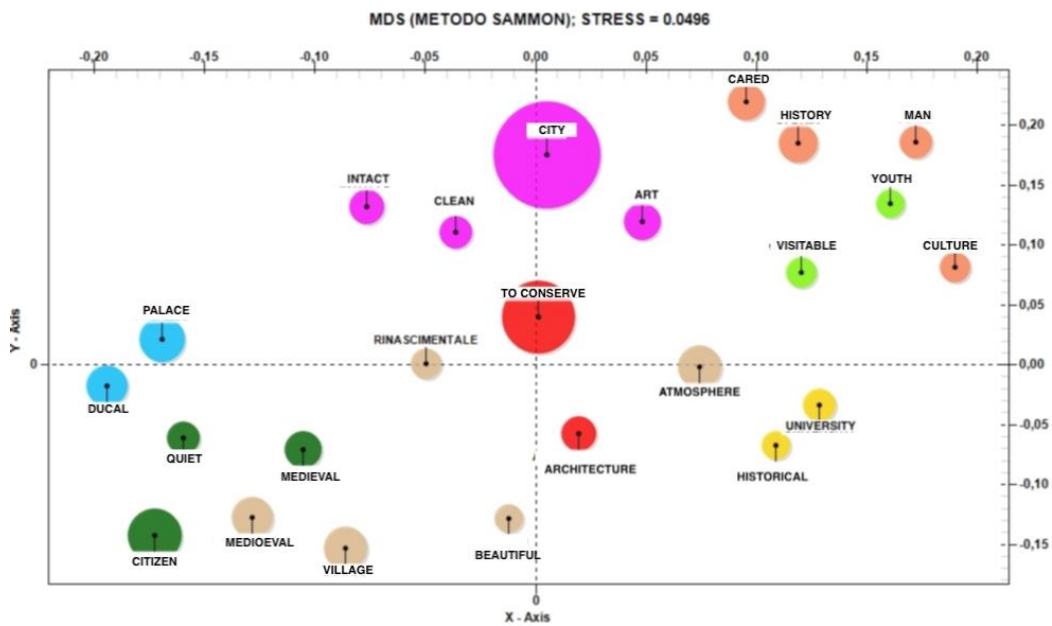 MDS (METODO SAMMON); STRESS = 0.0496
-0,20 -0,15 -0,10 -0,05 0,00 0,05 0,10 0,15 0,20
CARED
HISTORY
MAN
0,20
CITY
INTACT
YOUTH
0,15
CLEAN
ART
VISITABLE
CULTURE
0,10
TO CONSERVE
0,05
PALACE
RINASCIMENTALE
Y - Axis
0
0,00
ATMOSPHERE
DUCAL
UNIVERSITY
-0,05
QUIET
ARCHITECTURE
MEDIEVAL
HISTORICAL
-0,10
MEDIOEVAL
-0,15
BEAUTIFUL
CITIZEN
VILLAGE
0
X - Axis